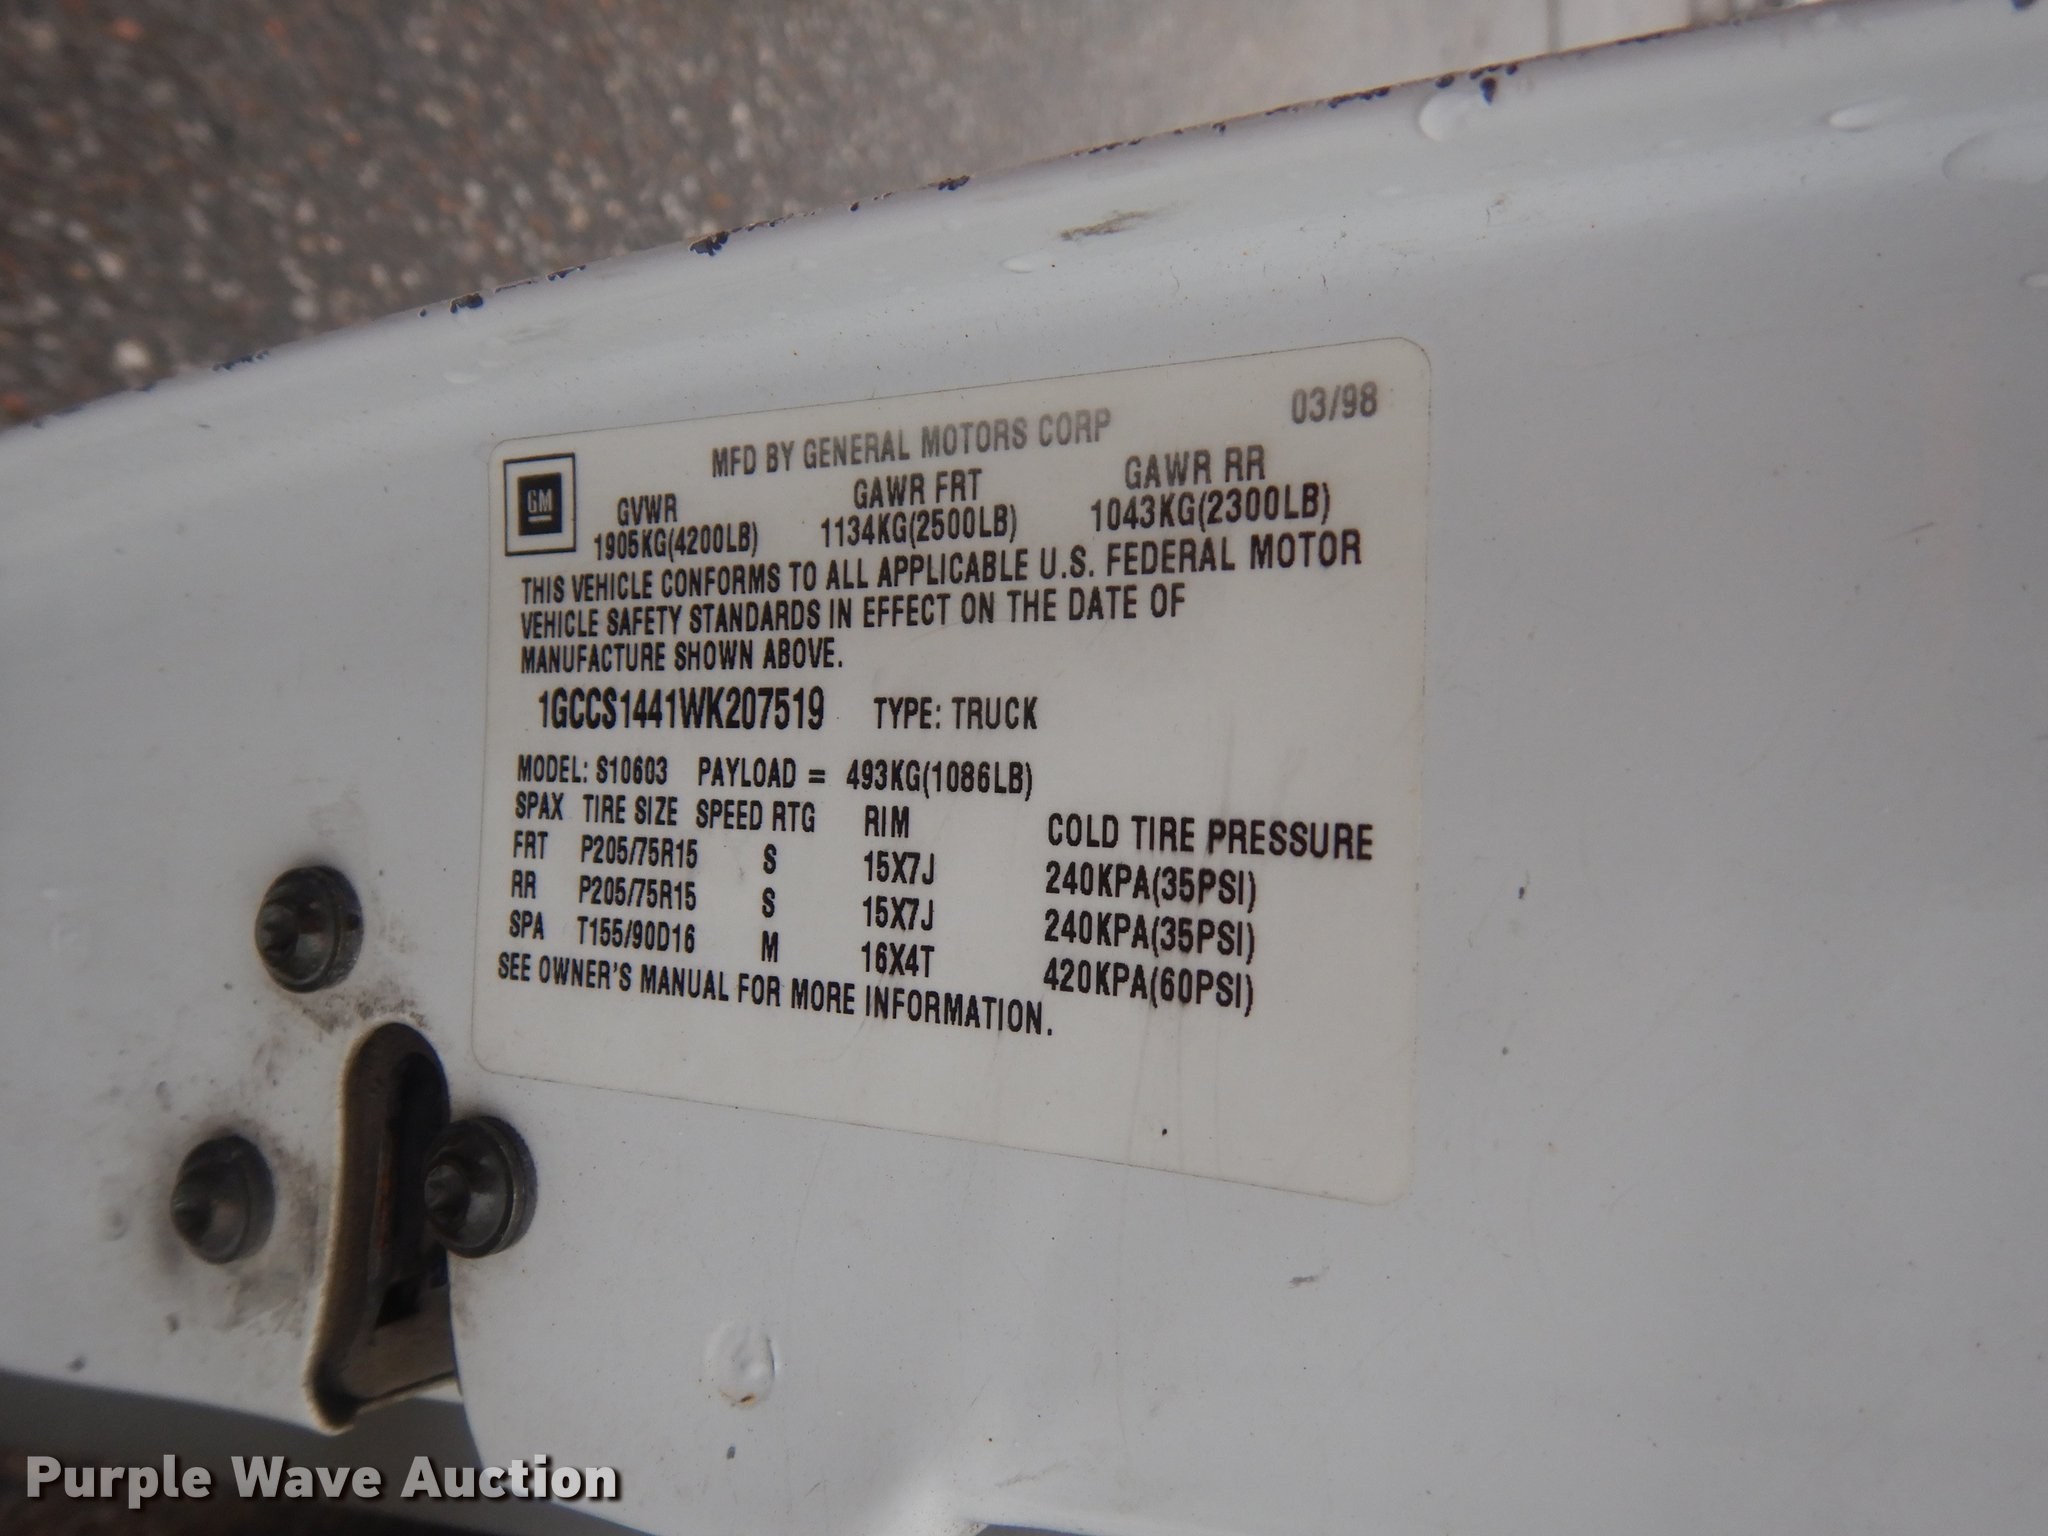 MFD BY GENERAL MOTORS CORP 03/98
GM
GVWR GAWR FRT GAWR RR
1905KG(4200LB) 1134KG(2500LB) 1043KG(2300LB)
THIS VEHICLE CONFORMS TO ALL APPLICABLE U.S. FEDERAL MOTOR
VEHICLE SAFETY STANDARDS IN EFFECT ON THE DATE OF
MANUFACTURE SHOWN ABOVE.
1GCCS1441WK207519 TYPE: TRUCK
MODEL: S10603 PAYLOAD = 493KG(1086LB)
SPAX TIRE SIZE SPEED RTG RIM COLD TIRE PRESSURE
FRT P205/75R15 S 15X7J 240KPA(35PSI)
RR P205/75R15 S 15X7J 240KPA(35PSI)
SPA T155/90D16 M 16X4T 420KPA(60PSI)
SEE OWNER'S MANUAL FOR MORE INFORMATION.
Purple Wave Auction